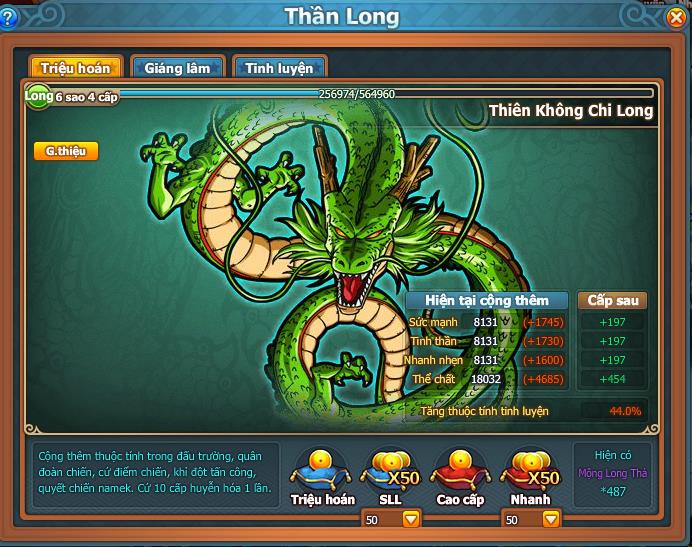 Thần Long
?
Triệu hoán
Giáng lâm
Tinh luyện
Long 6 sao 4 cấp
256974/564960
Thiên Không Chi Long
G.thiệu
Hiện tại cộng thêm
Cấp sau
Sức mạnh 8131 (+1745) +197
Tinh thần 8131 (+1730) +197
Nhanh nhẹn 8131 (+1600) +197
Thể chất 18032 (+4685) +454
Tăng thuộc tính tinh luyện 44.0%
Cộng thêm thuộc tính trong đấu trường, quân
đoàn chiến, cứ điểm chiến, khi đột tấn công,
quyết chiến namek. Cứ 10 cấp huyễn hóa 1 lần.
X50
X50
Triệu hoán
SLL
Cao cấp
Nhanh
50
50
Hiện có
Mộng Long Thả
*487